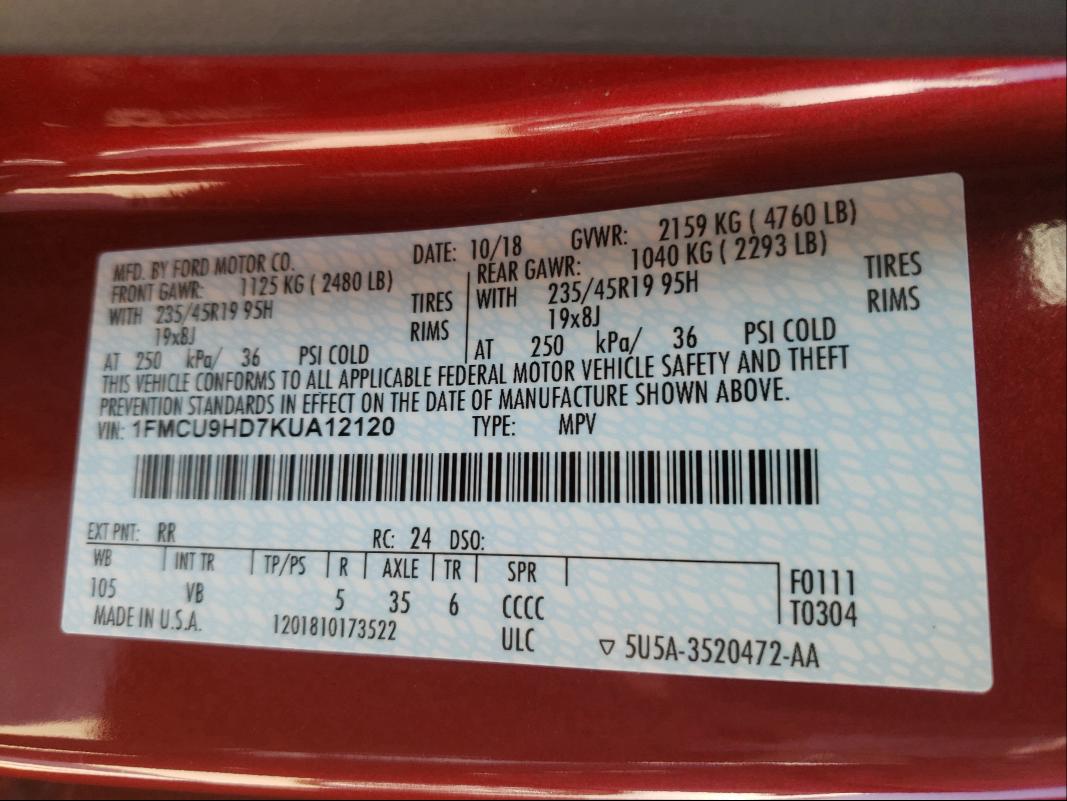 MFD. BY FORD MOTOR CO. DATE: 10/18 GVWR: 2159 KG ( 4760 LB)
FRONT GAWR: 1125 KG ( 2480 LB) REAR GAWR: 1040 KG ( 2293 LB)
WITH 235/45R19 95H TIRES WITH 235/45R19 95H TIRES
19x8J RIMS 19x8J RIMS
AT 250 kPa/ 36 PSI COLD AT 250 kPa/ 36 PSI COLD
THIS VEHICLE CONFORMS TO ALL APPLICABLE FEDERAL MOTOR VEHICLE SAFETY AND THEFT
PREVENTION STANDARDS IN EFFECT ON THE DATE OF MANUFACTURE SHOWN ABOVE.
VIN: 1FMCU9HD7KUA12120 TYPE: MPV
EXT PNT: RR RC: 24 DSO:
WB INT TR TP/PS R AXLE TR SPR F0111
105 VB 5 35 6 CCCC T0304
MADE IN U.S.A. 1201810173522 ULC ▽ 5U5A-3520472-AA